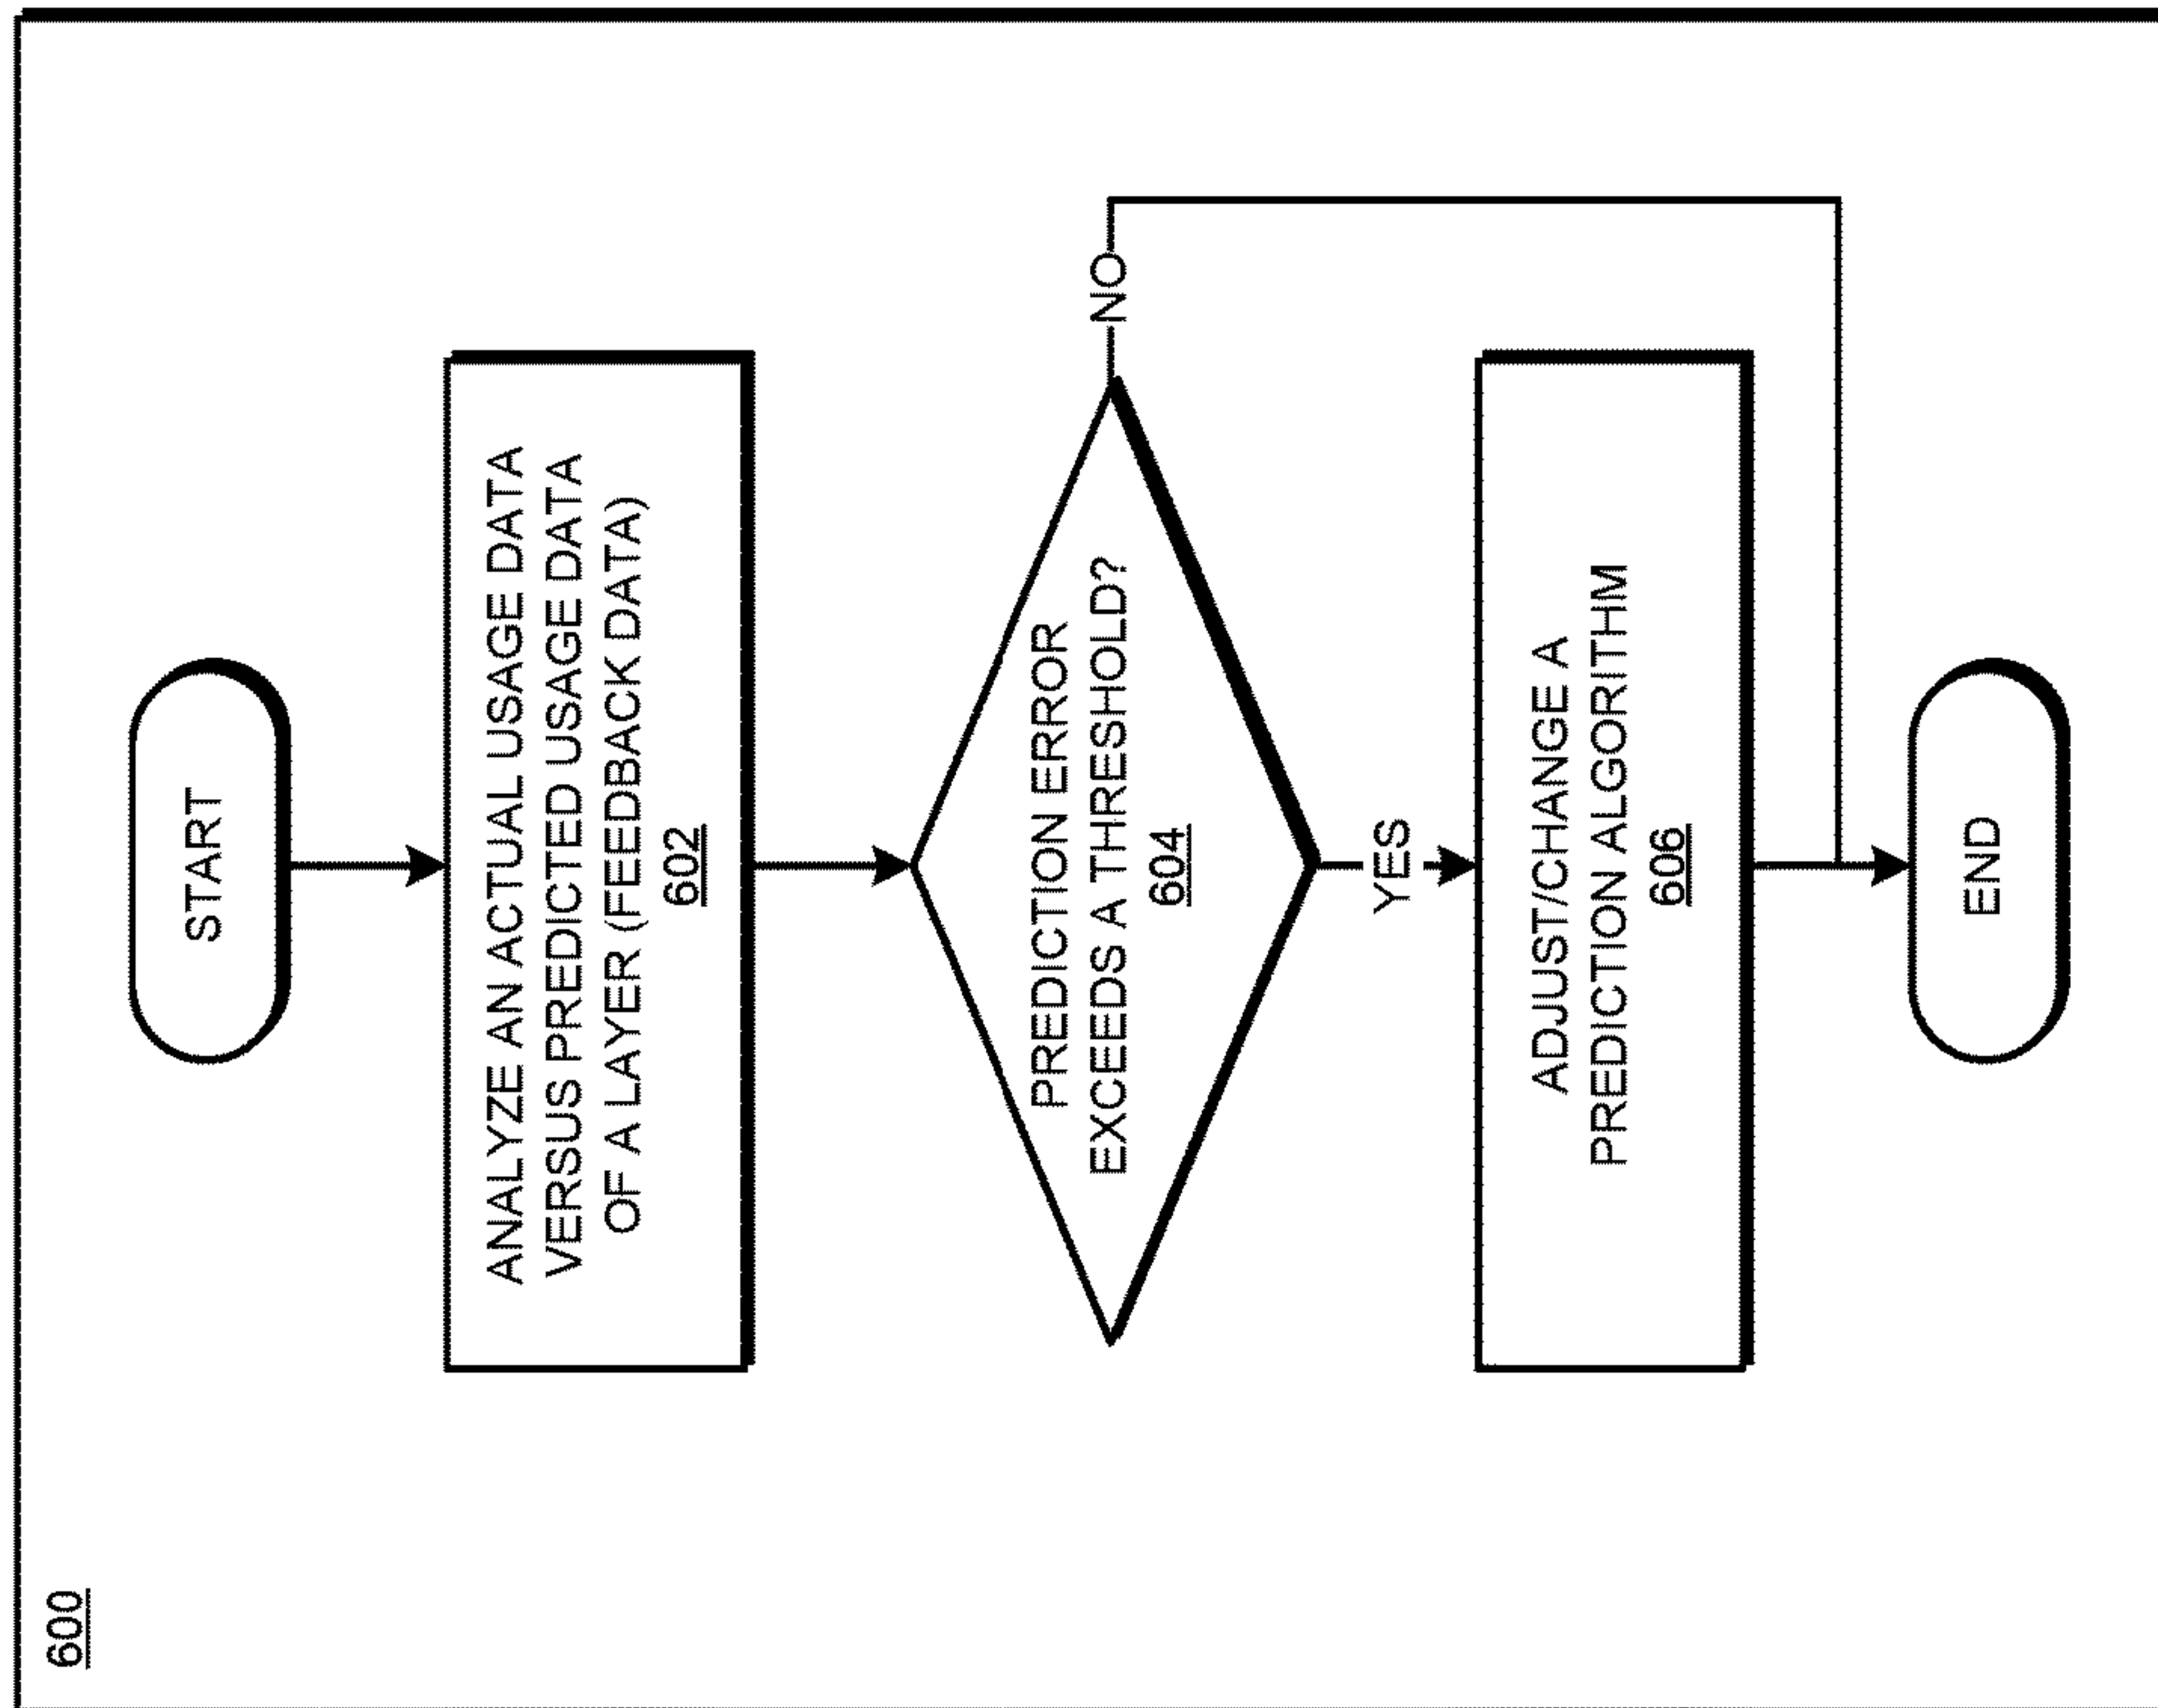 600
START
ANALYZE AN ACTUAL USAGE DATA
VERSUS PREDICTED USAGE DATA
OF A LAYER (FEEDBACK DATA)
602
PREDICTION ERROR
EXCEEDS A THRESHOLD?
604
NO
YES
ADJUST/CHANGE A
PREDICTION ALGORITHM
606
END